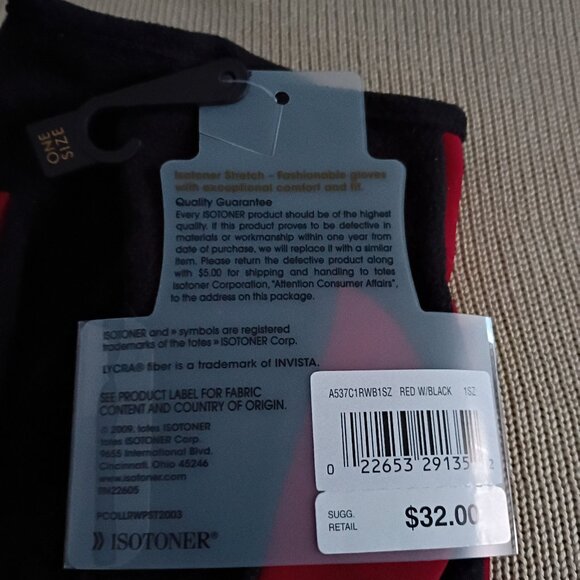 ONE
SIZE
Isotoner Stretch - Fashionable gloves
with exceptional comfort and fit.
Quality Guarantee
Every ISOTONER product should be of the highest
quality. If this product proves to be defective in
materials or workmanship within one year from
date of purchase, we will replace it with a similar
item. Please return the defective product along
with $5.00 for shipping and handling to totes
Isotoner Corporation, "Attention Consumer Affairs",
to the address on this package.
ISOTONER and » symbols are registered
trademarks of the totes » ISOTONER Corp.
LYCRA® fiber is a trademark of INVISTA.
SEE PRODUCT LABEL FOR FABRIC
CONTENT AND COUNTRY OF ORIGIN.
© 2009, totes ISOTONER
totes ISOTONER Corp.
9655 International Blvd.
Cincinnati, Ohio 45246
www.isotoner.com
RN22605
PCOLLRWPST2003
» ISOTONER®
A537C1RWB1SZ RED W/BLACK 1SZ
0 22653 29135 2
SUGG.
RETAIL
$32.00